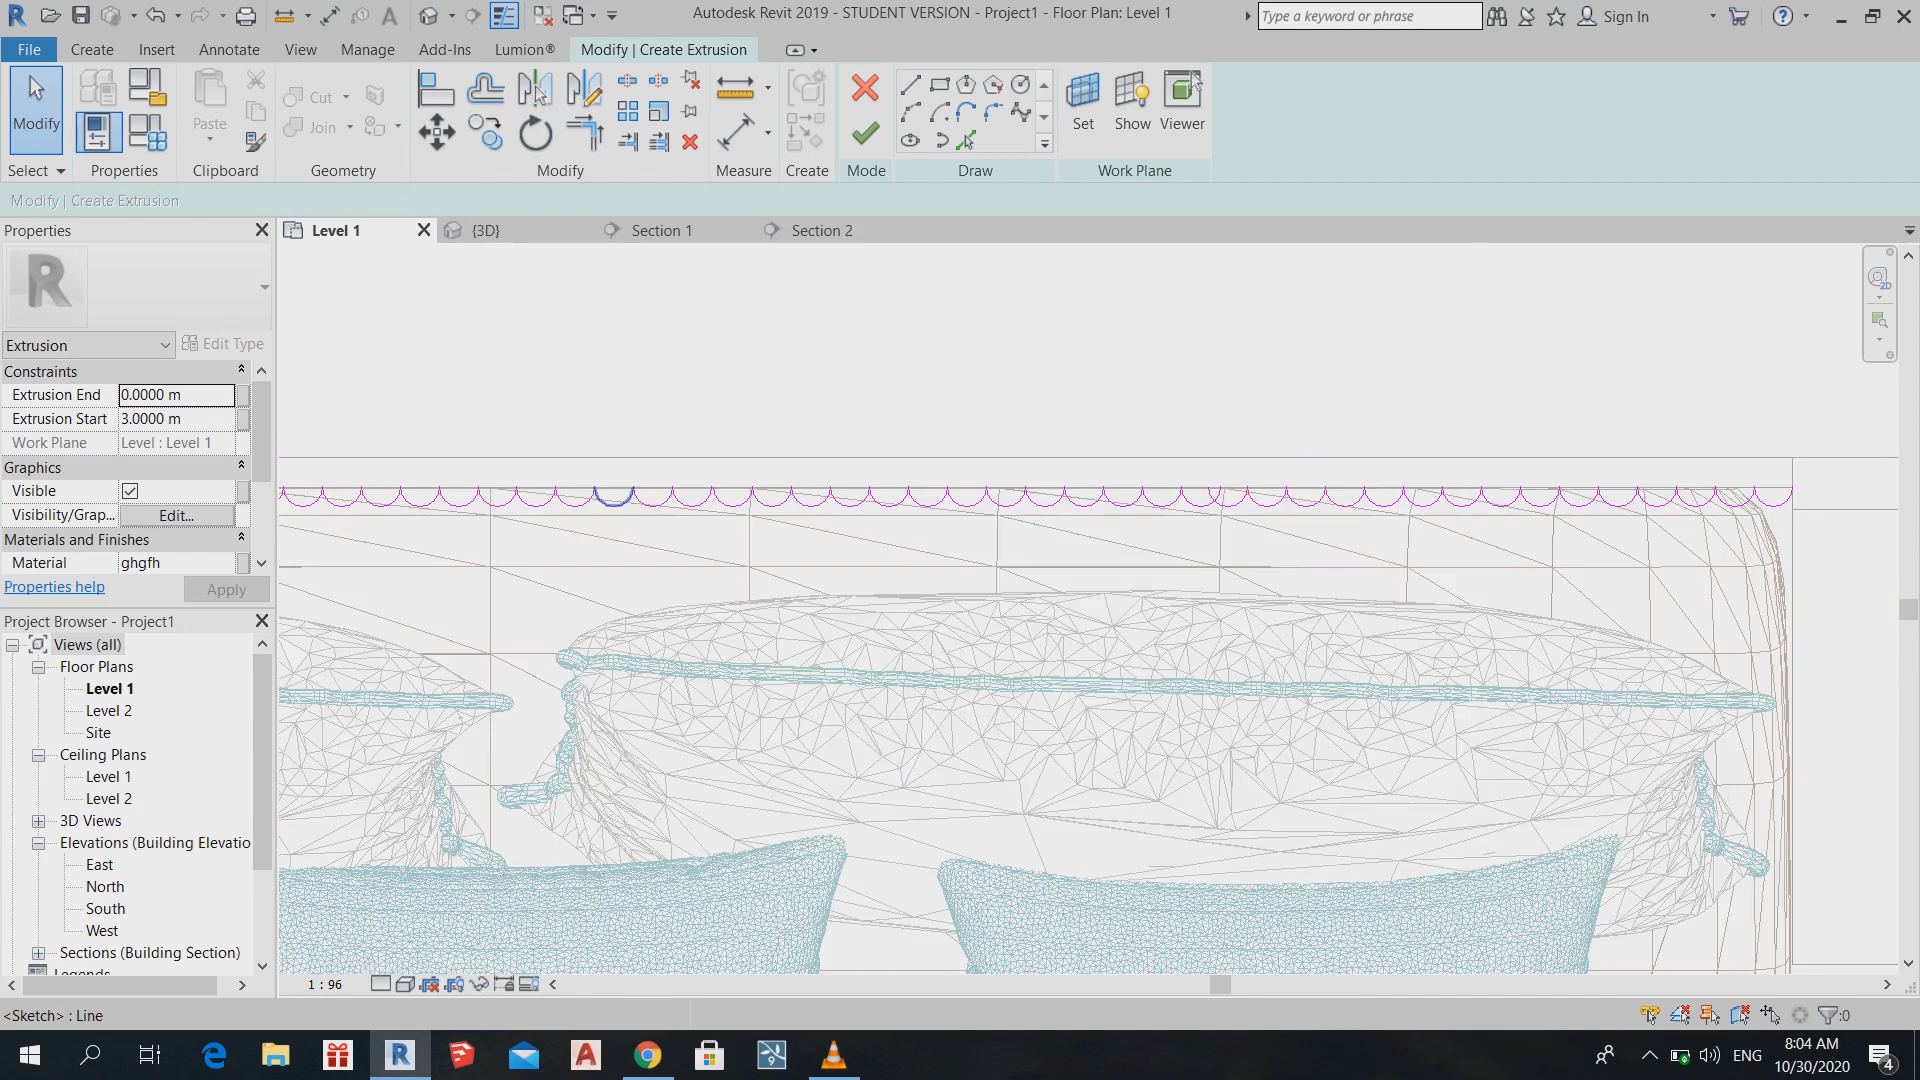 Autodesk Revit 2019 - STUDENT VERSION - Project1 - Floor Plan: Level 1
Type a keyword or phrase
Sign In
File
Create
Insert
Annotate
View
Manage
Add-Ins
Lumion®
Modify | Create Extrusion
Modify
Paste
Cut
Join
Set
Show
Viewer
Select
Properties
Clipboard
Geometry
Modify
Measure
Create
Mode
Draw
Work Plane
Modify | Create Extrusion
Properties
Level 1
{3D}
Section 1
Section 2
R
2D
Extrusion
Edit Type
Constraints
Extrusion End 0.0000 m
Extrusion Start 3.0000 m
Work Plane Level : Level 1
Graphics
Visible
Visibility/Grap... Edit...
Materials and Finishes
Material ghgfh
Properties help
Apply
Project Browser - Project1
Views (all)
Floor Plans
Level 1
Level 2
Site
Ceiling Plans
Level 1
Level 2
3D Views
Elevations (Building Elevatio
East
North
South
West
Sections (Building Section)
Legends
1 : 96
<Sketch> : Line
:0
ENG
8:04 AM
10/30/2020
4